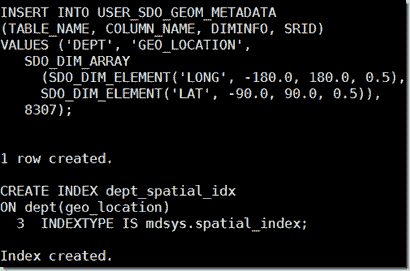 INSERT INTO USER_SDO_GEOM_METADATA
(TABLE_NAME, COLUMN_NAME, DIMINFO, SRID)
VALUES ('DEPT', 'GEO_LOCATION',
   SDO_DIM_ARRAY
     (SDO_DIM_ELEMENT('LONG', -180.0, 180.0, 0.5),
     SDO_DIM_ELEMENT('LAT', -90.0, 90.0, 0.5)),
   8307);
1 row created.
CREATE INDEX dept_spatial_idx
ON dept(geo_location)
  3  INDEXTYPE IS mdsys.spatial_index;
Index created.